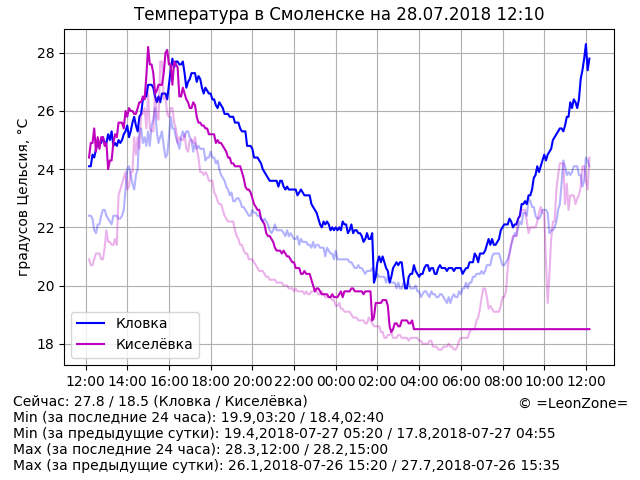 Температура в Смоленске на 28.07.2018 12:10
градусов Цельсия, °C
28
26
24
22
20
18
Кловка
Киселёвка
12:00 14:00 16:00 18:00 20:00 22:00 00:00 02:00 04:00 06:00 08:00 10:00 12:00
Сейчас: 27.8 / 18.5 (Кловка / Киселёвка)
© =LeonZone=
Min (за последние 24 часа): 19.9,03:20 / 18.4,02:40
Min (за предыдущие сутки): 19.4,2018-07-27 05:20 / 17.8,2018-07-27 04:55
Max (за последние 24 часа): 28.3,12:00 / 28.2,15:00
Max (за предыдущие сутки): 26.1,2018-07-26 15:20 / 27.7,2018-07-26 15:35